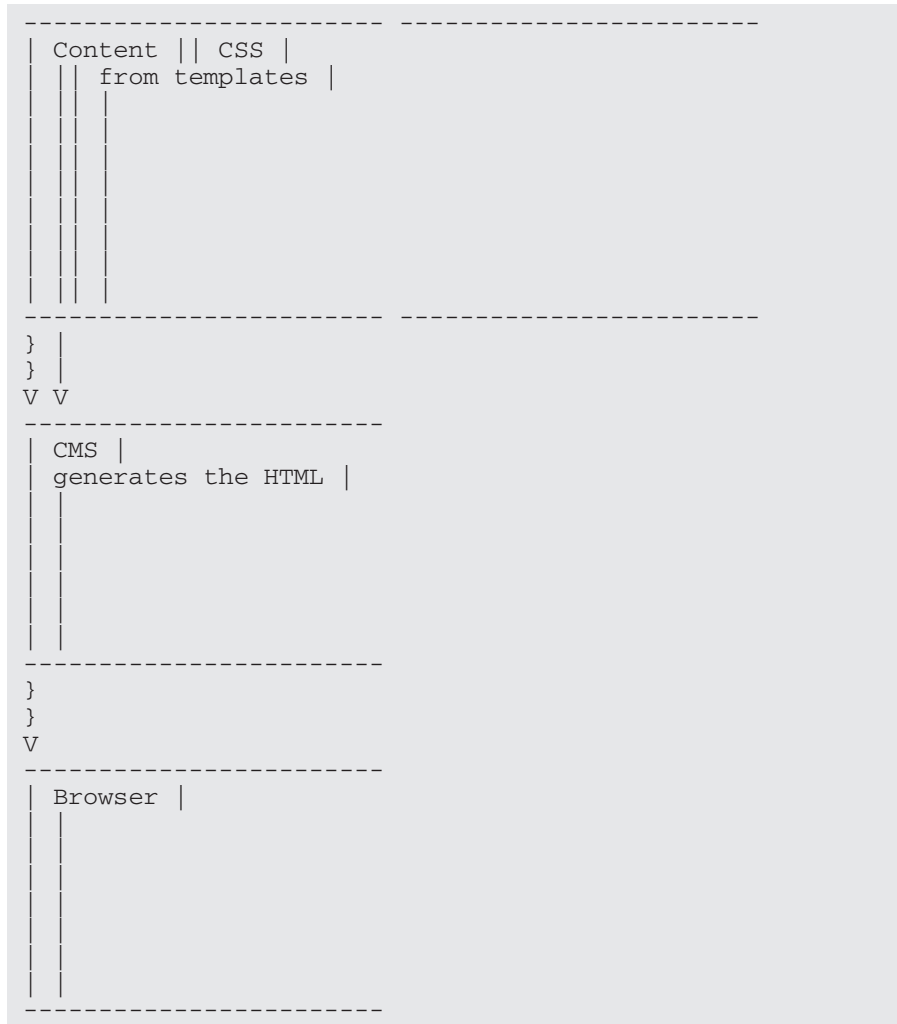 ------------------------ ------------------------
| Content || CSS |
| || from templates |
| || |
| || |
| || |
| || |
| || |
| || |
| || |
| || |
------------------------ ------------------------
} |
} |
V V
------------------------
| CMS |
| generates the HTML |
| |
| |
| |
| |
| |
| |
------------------------
}
}
V
------------------------
| Browser |
| |
| |
| |
| |
| |
| |
| |
------------------------